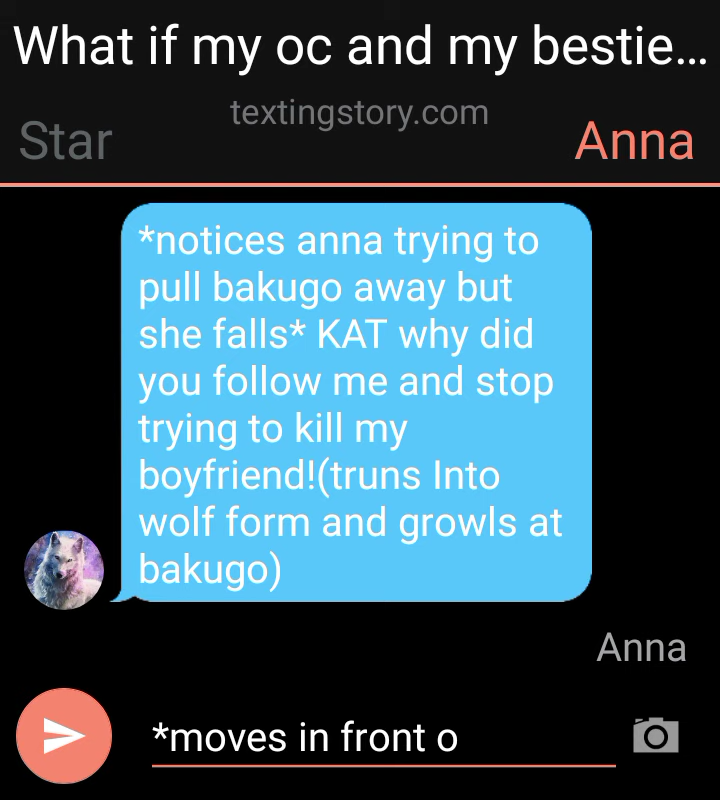 What if my oc and my bestie...
textingstory.com
Star
Anna
*notices anna trying to
pull bakugo away but
she falls* KAT why did
you follow me and stop
trying to kill my
boyfriend!(truns Into
wolf form and growls at
bakugo)
Anna
*moves in front o